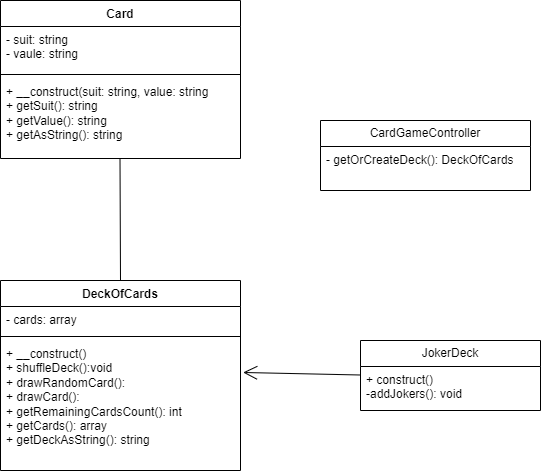 Card
- suit: string
- vaule: string
+ __construct(suit: string, value: string
+ getSuit(): string
+ getValue(): string
+ getAsString(): string
CardGameController
- getOrCreateDeck(): DeckOfCards
DeckOfCards
- cards: array
+ __construct()
+ shuffleDeck():void
+ drawRandomCard():
+ drawCard():
+ getRemainingCardsCount(): int
+ getCards(): array
+ getDeckAsString(): string
JokerDeck
+ construct()
-addJokers(): void